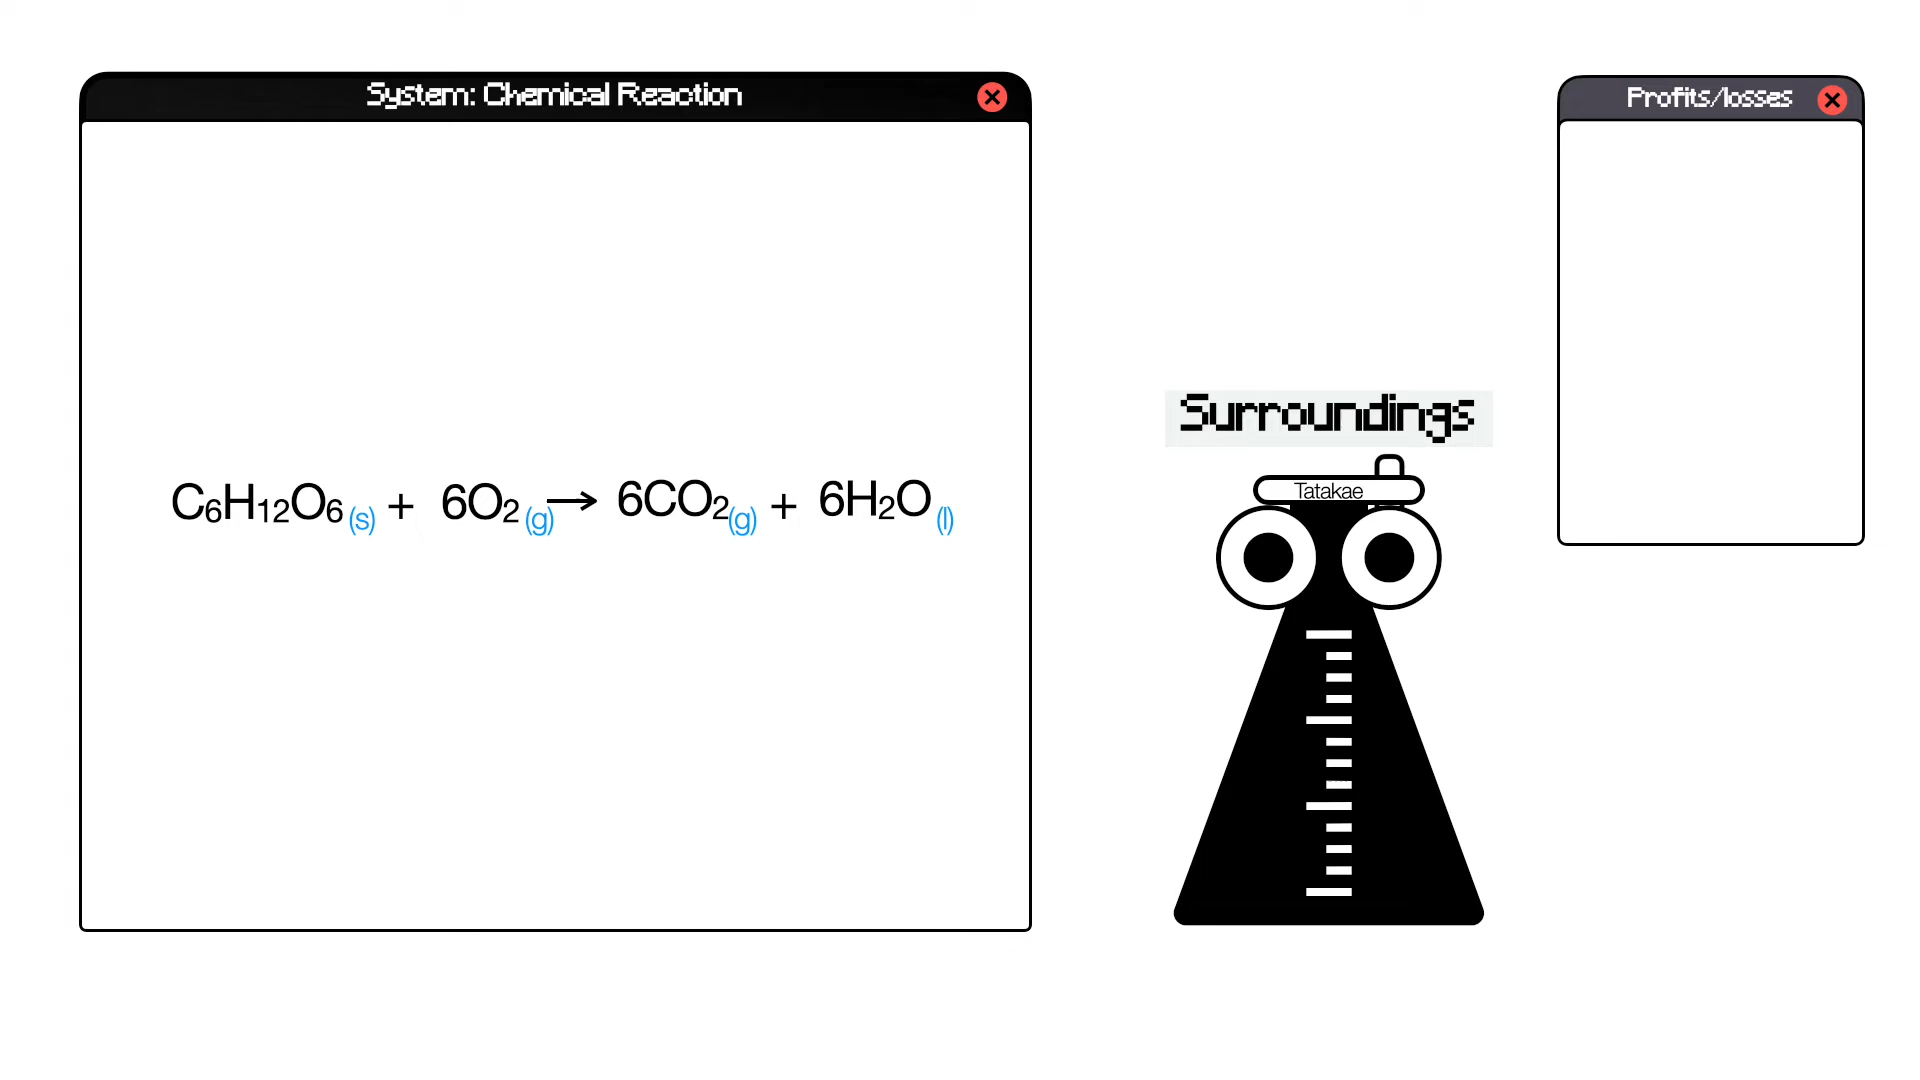 System: Chemical Reaction
Profits/losses
Surroundings
Tatakae
C₆H₁₂O₆ (s) + 6O₂ (g) → 6CO₂ (g) + 6H₂O (l)